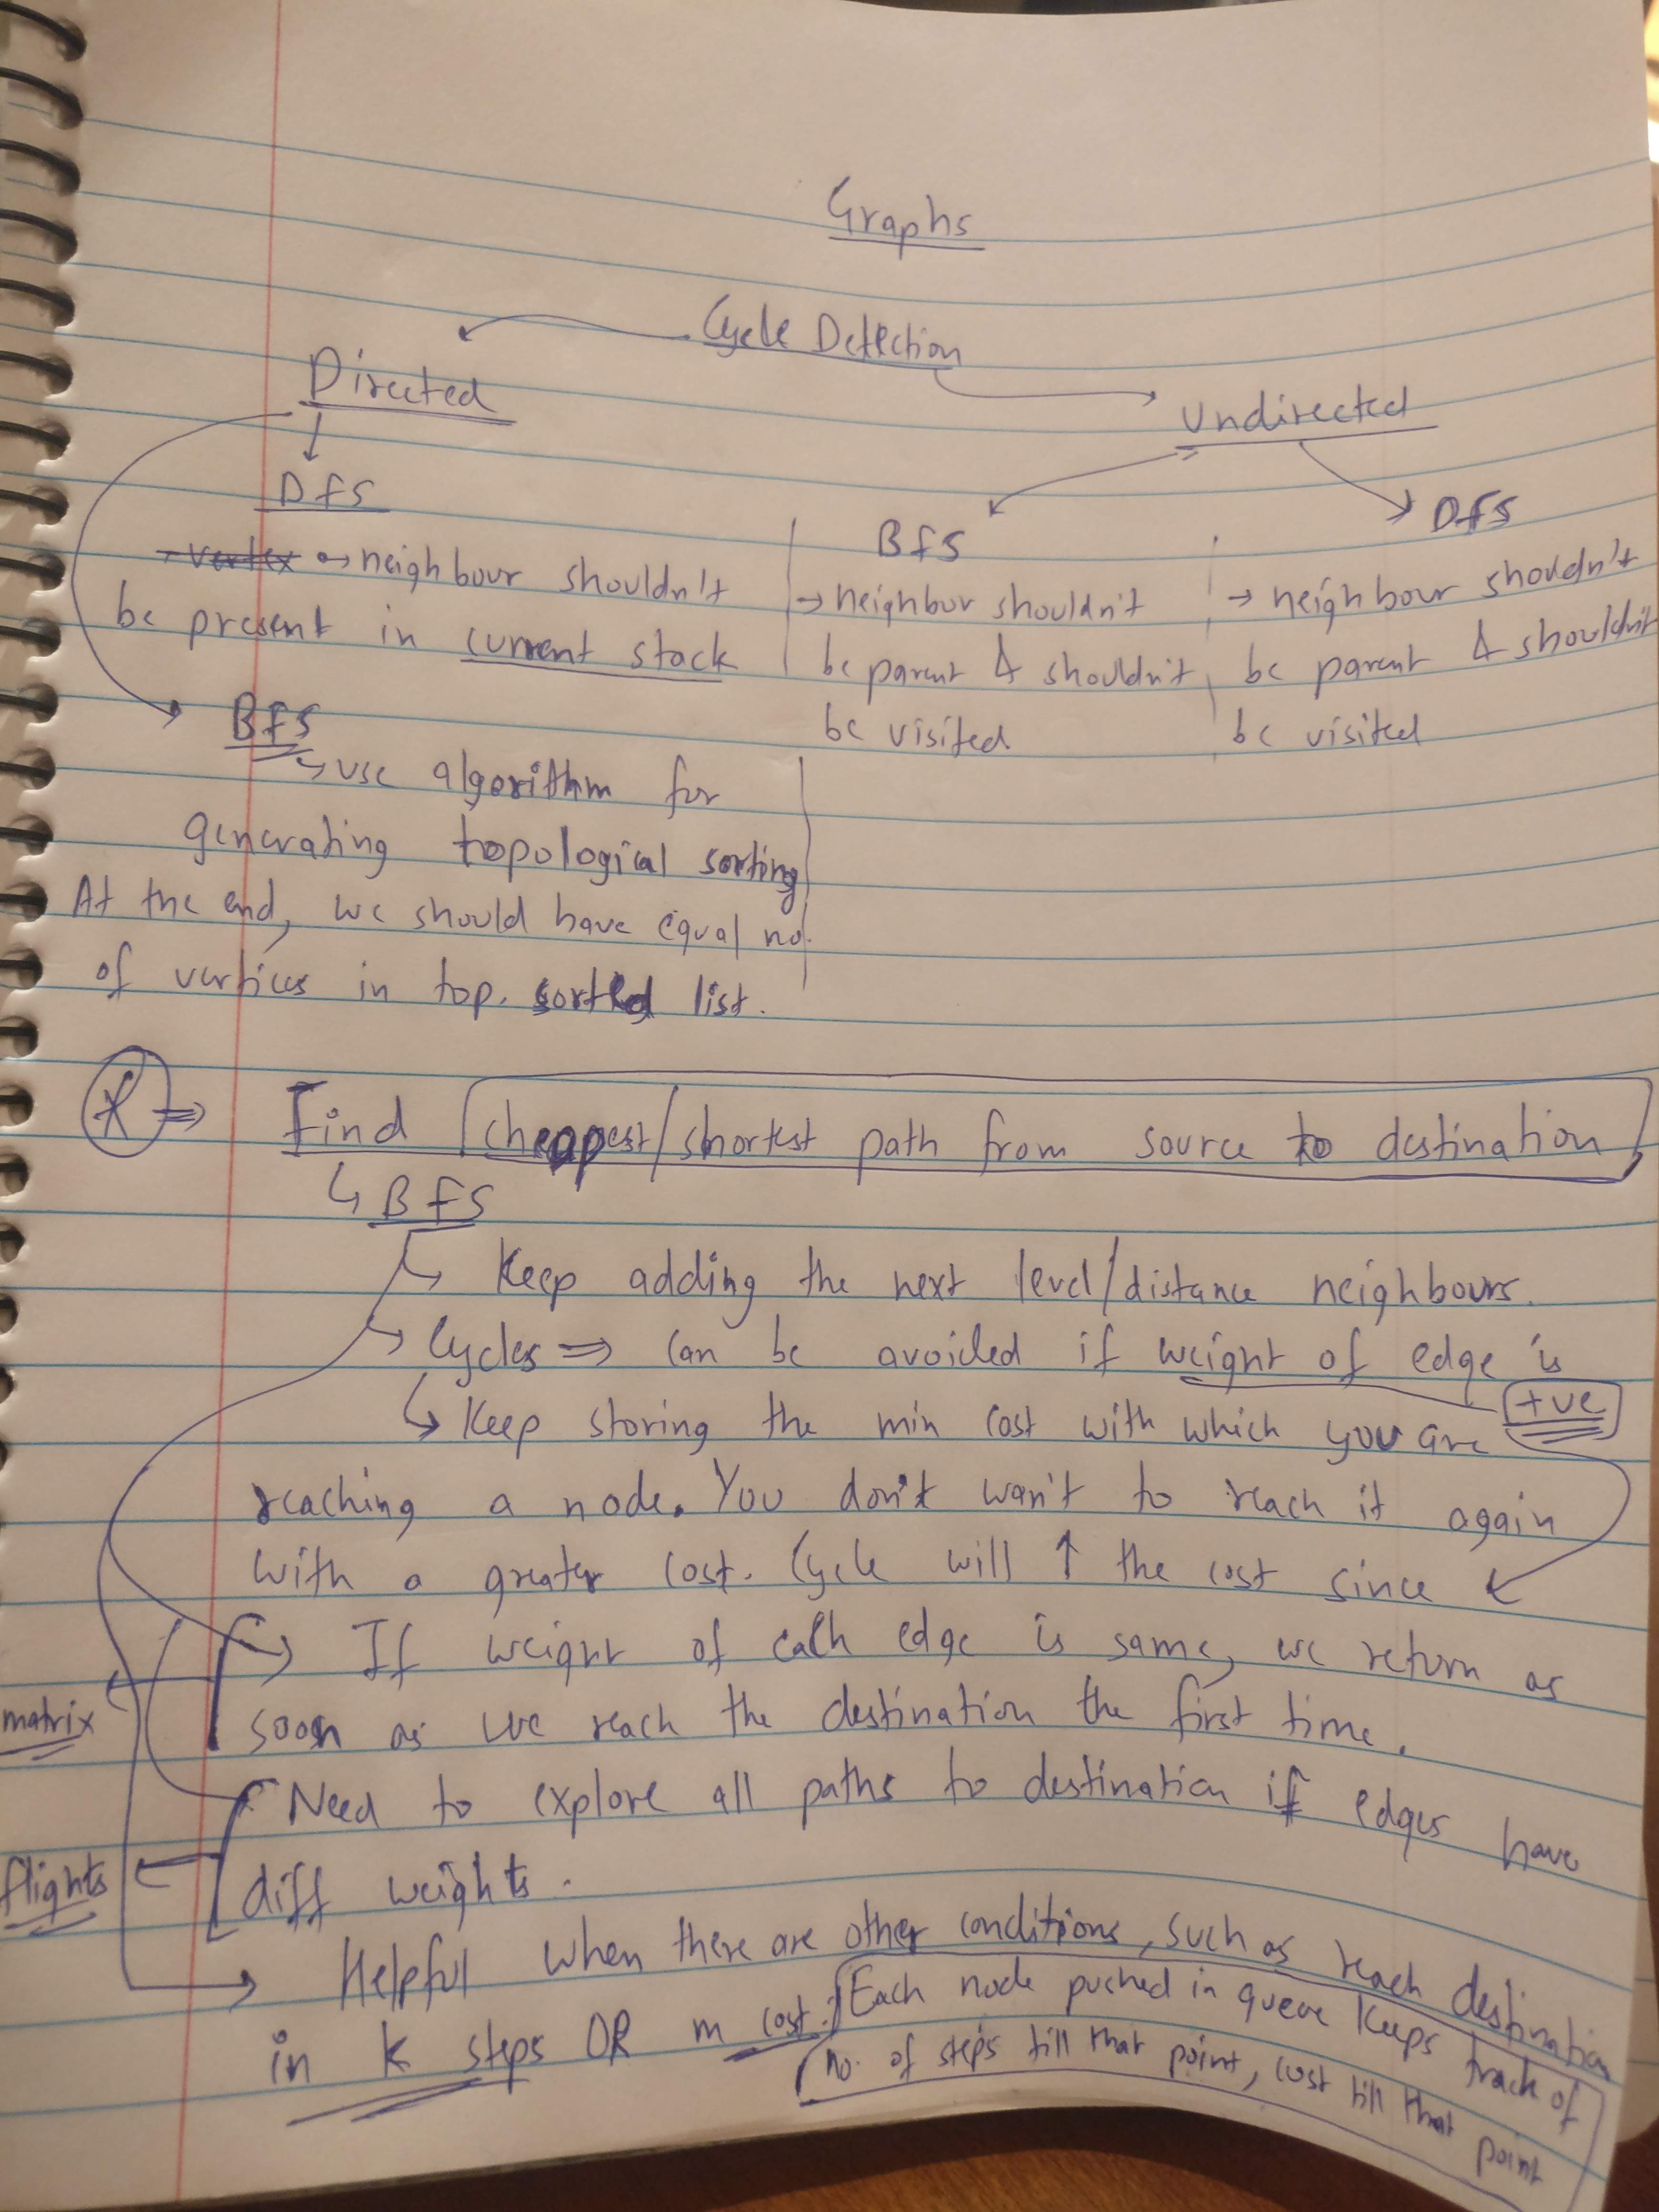 Graphs
Cycle Detection
Directed
Undirected
DFS
BFS
DFS
vertex → neighbour shouldn't
be present in current stack
→ neighbur shouldn't
be parent & shouldn't
be visited.
→ neighbour shouldn't
be parent & shouldn't
be visited
BFS
↳ use algorithm for
generating topological sorting
At the end, we should have equal no.
of vertices in top. sorted list.
⇒ Find cheapest/shortest path from source to destination
↳ BFS
↳ Keep adding the next level/distance neighbours.
↳ Cycles ⇒ can be avoided if weight of edge is
+ve
↳ Keep storing the min cost with which you are
reaching a node. You don't wan't to reach it again
with a greater cost. Cycle will ↑ the cost since
→ If weight of each edge is same, we return as
soon as we reach the destination the first time.
matrix
Need to explore all paths to destination if edges have
diff weights.
flights
→ Helpful when there are other conditions, such as reach destination
in k steps OR m cost.
Each node pushed in queue keeps track of
no. of steps till that point, cost till that point